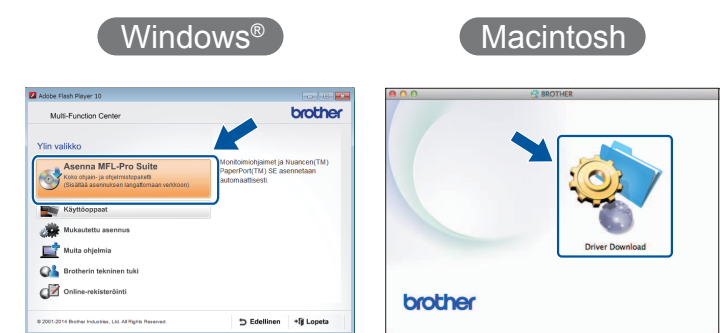 Windows®
Macintosh
Adobe Flash Player 10
Multi-Function Center
brother
Ylin valikko
Asenna MFL-Pro Suite
Koko ohjain- ja ohjelmistopaketti
(Sisältää asennuksen langattomaan verkkoon)
Monitoimiohjaimet ja Nuancen(TM)
PaperPort(TM) SE asennetaan
automaattisesti.
Käyttöoppaat
Mukautettu asennus
Muita ohjelmia
Brotherin tekninen tuki
Online-rekisteröinti
© 2001-2014 Brother Industries, Ltd. All Rights Reserved.
Edellinen
Lopeta
BROTHER
Driver Download
brother